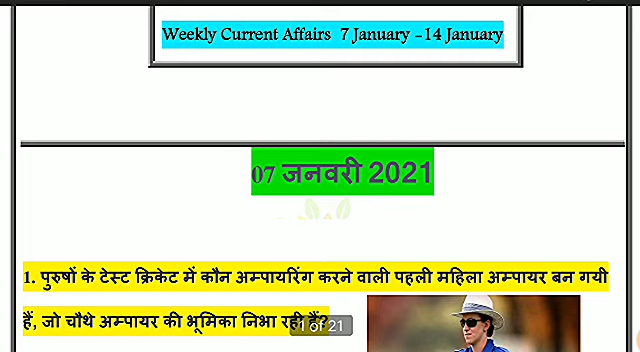 Weekly Current Affairs 7 January -14 January
07 जनवरी 2021
1. पुरुषों के टेस्ट क्रिकेट में कौन अम्पायरिंग करने वाली पहली महिला अम्पायर बन गयी
हैं, जो चौथे अम्पायर की भूमिका निभा रही हैं?
1 of 21